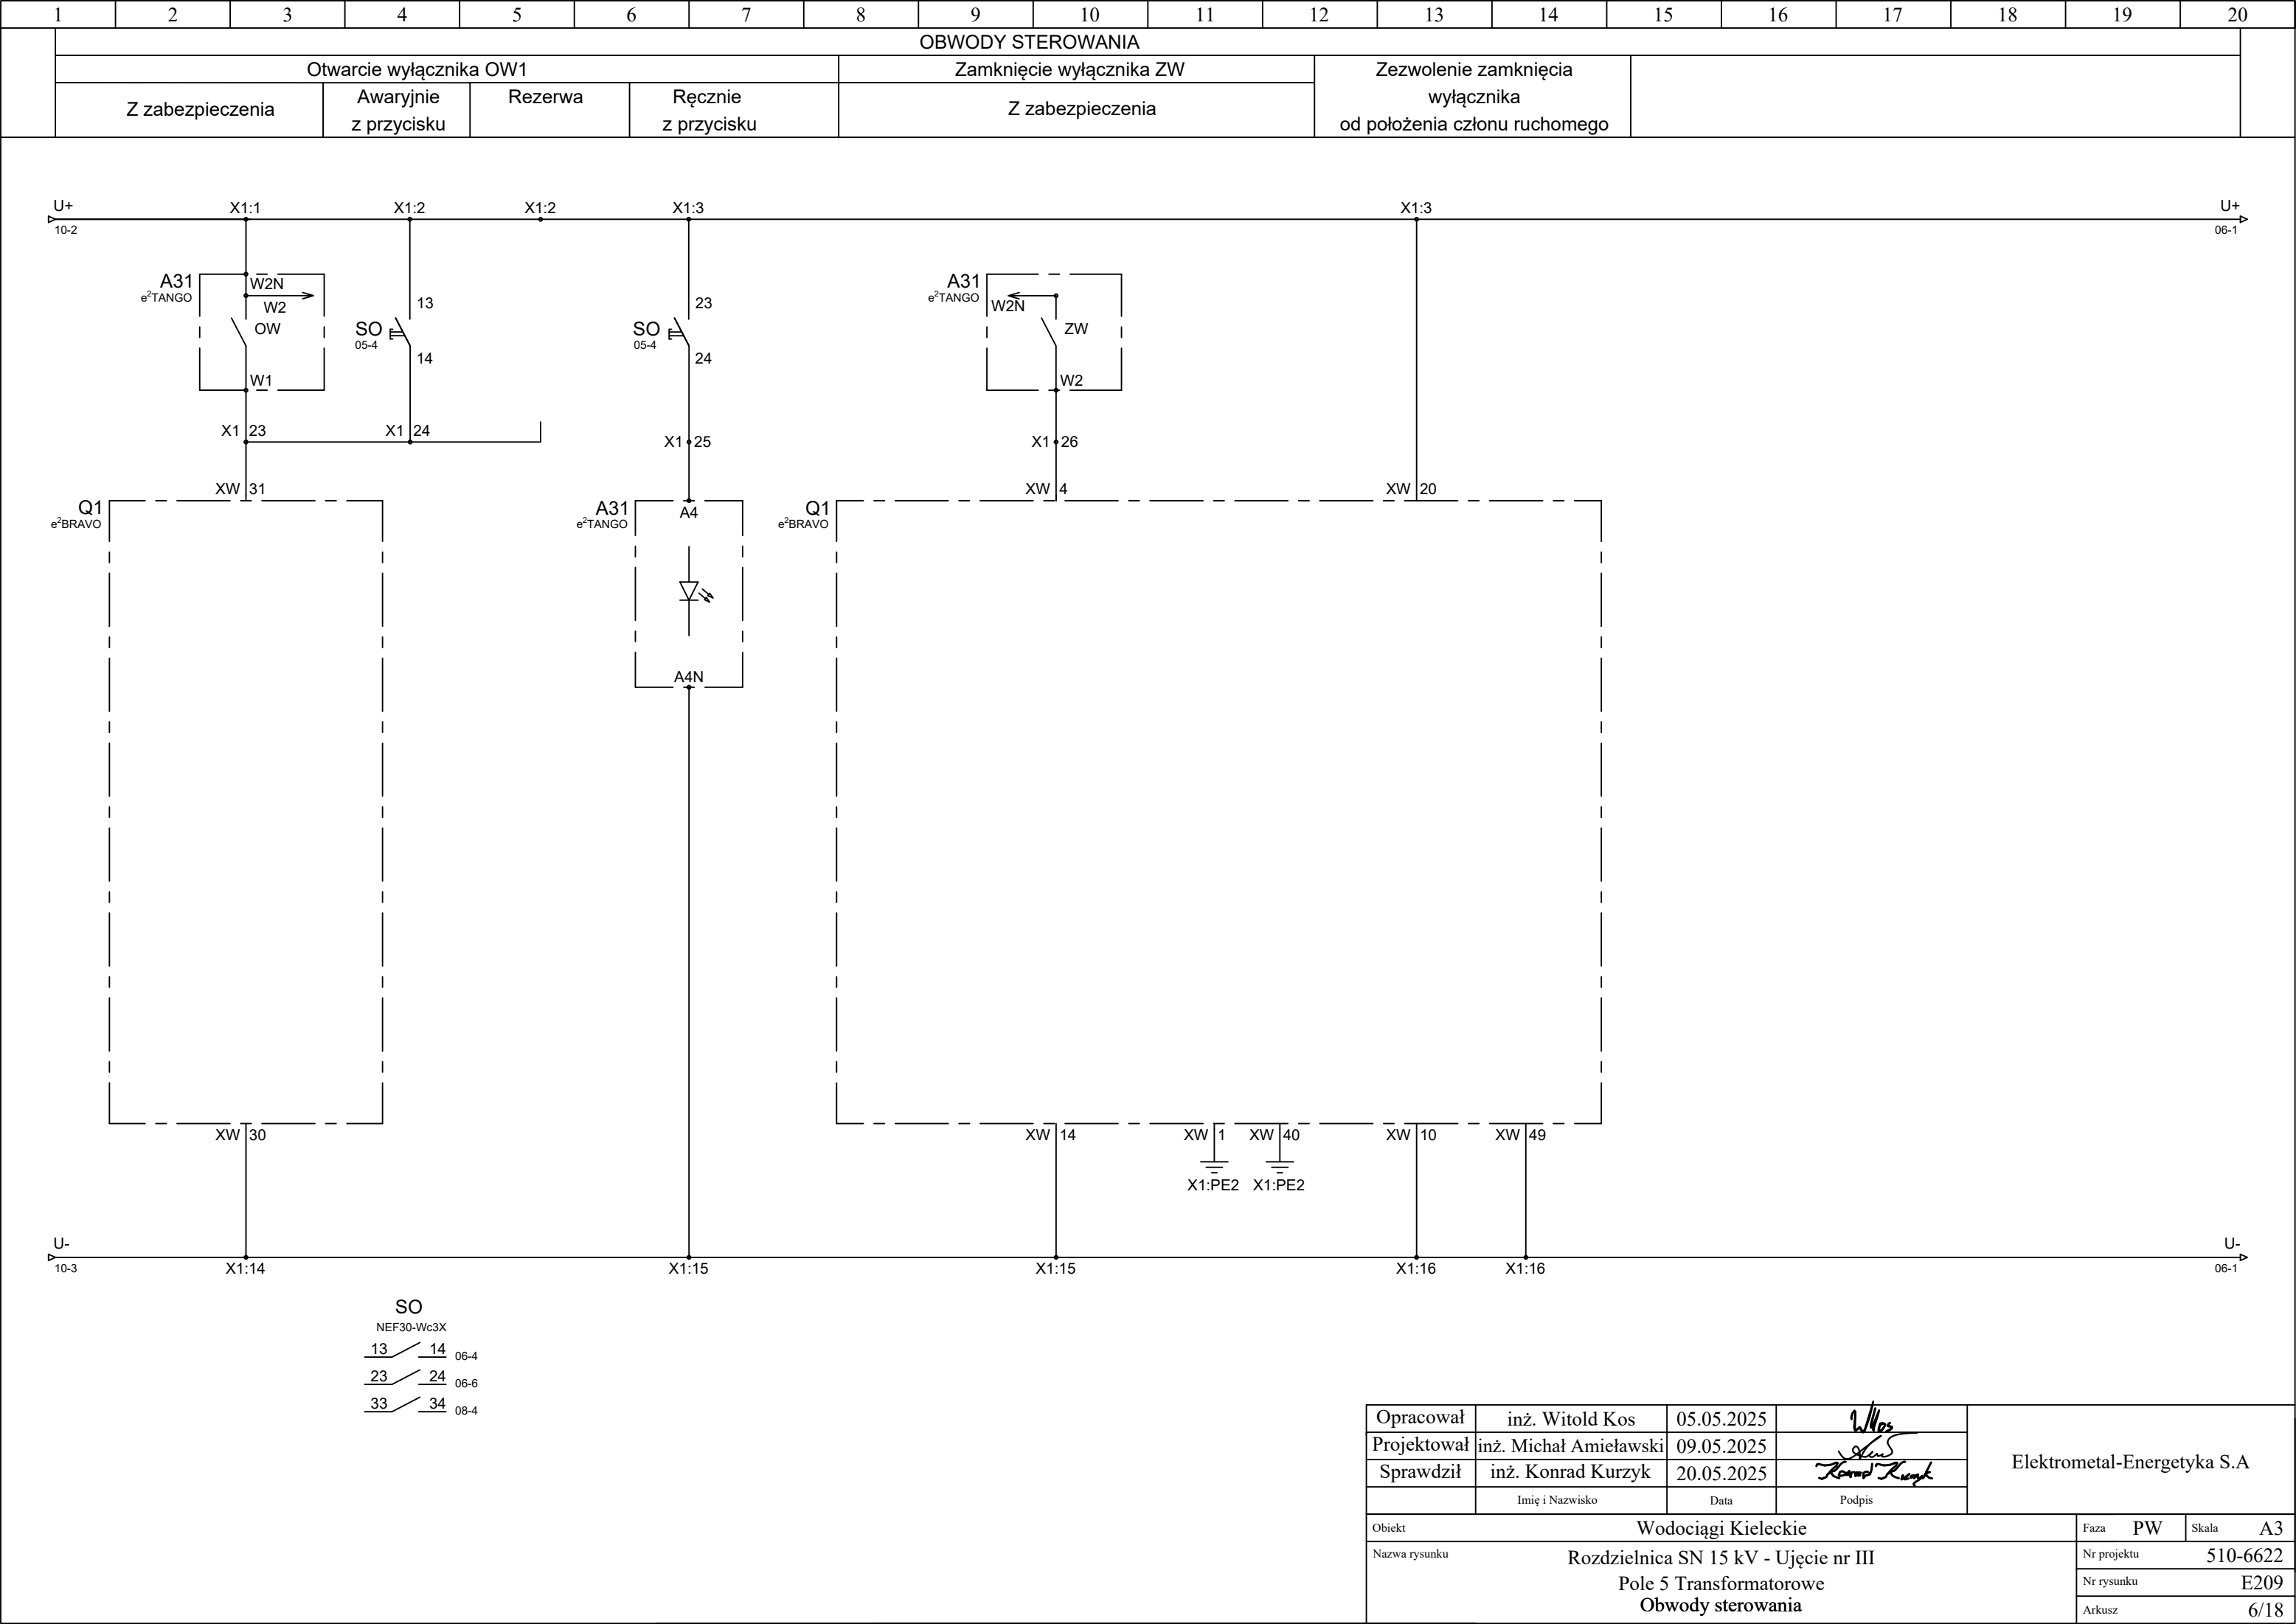 1 2 3 4 5 6 7 8 9 10 11 12 13 14 15 16 17 18 19 20
OBWODY STEROWANIA
Otwarcie wyłącznika OW1
Zamknięcie wyłącznika ZW
Zezwolenie zamknięcia
wyłącznika
od położenia członu ruchomego
Z zabezpieczenia
Awaryjnie
z przycisku
Rezerwa
Ręcznie
z przycisku
Z zabezpieczenia
U+ X1:1 X1:2 X1:2 X1:3 X1:3 U+
10-2 06-1
A31
e²TANGO
W2N
W2
OW
W1
SO
05-4
13
14
SO
05-4
23
24
A31
e²TANGO
W2N
ZW
W2
X1 23 X1 24 X1 25 X1 26
XW 31 XW 4 XW 20
Q1
e²BRAVO
A31
e²TANGO
A4
A4N
Q1
e²BRAVO
XW 30 XW 14 XW 1 XW 40 XW 10 XW 49
X1:PE2 X1:PE2
U- U-
10-3 X1:14 X1:15 X1:15 X1:16 X1:16 06-1
SO
NEF30-Wc3X
13 14 06-4
23 24 06-6
33 34 08-4
Opracował inż. Witold Kos 05.05.2025
Projektował inż. Michał Amieławski 09.05.2025
Sprawdził inż. Konrad Kurzyk 20.05.2025 Konrad Kurzyk
Imię i Nazwisko Data Podpis
Elektrometal-Energetyka S.A
Obiekt Wodociągi Kieleckie Faza PW Skala A3
Nazwa rysunku Rozdzielnica SN 15 kV - Ujęcie nr III
Pole 5 Transformatorowe
Obwody sterowania
Nr projektu 510-6622
Nr rysunku E209
Arkusz 6/18